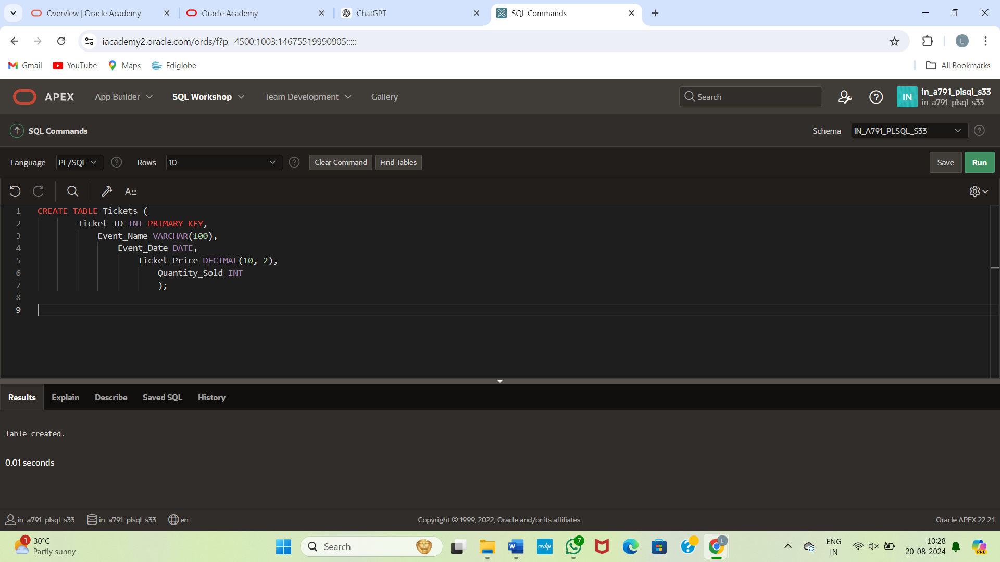 Overview | Oracle Academy
Oracle Academy
ChatGPT
SQL Commands
iacademy2.oracle.com/ords/f?p=4500:1003:14675519990905:::::
L
Gmail
YouTube
Maps
Ediglobe
All Bookmarks
APEX
App Builder
SQL Workshop
Team Development
Gallery
Search
IN
in_a791_plsql_s33
in_a791_plsql_s33
SQL Commands
Schema
IN_A791_PLSQL_S33
Language
PL/SQL
Rows
10
Clear Command
Find Tables
Save
Run
1 CREATE TABLE Tickets (
2 Ticket_ID INT PRIMARY KEY,
3 Event_Name VARCHAR(100),
4 Event_Date DATE,
5 Ticket_Price DECIMAL(10, 2),
6 Quantity_Sold INT
7 );
8
9
Results
Explain
Describe
Saved SQL
History
Table created.
0.01 seconds
in_a791_plsql_s33
in_a791_plsql_s33
en
Copyright © 1999, 2022, Oracle and/or its affiliates.
Oracle APEX 22.2.1
1
30°C
Partly sunny
Search
W
myhp
7
L
ENG
IN
10:28
20-08-2024
PRE